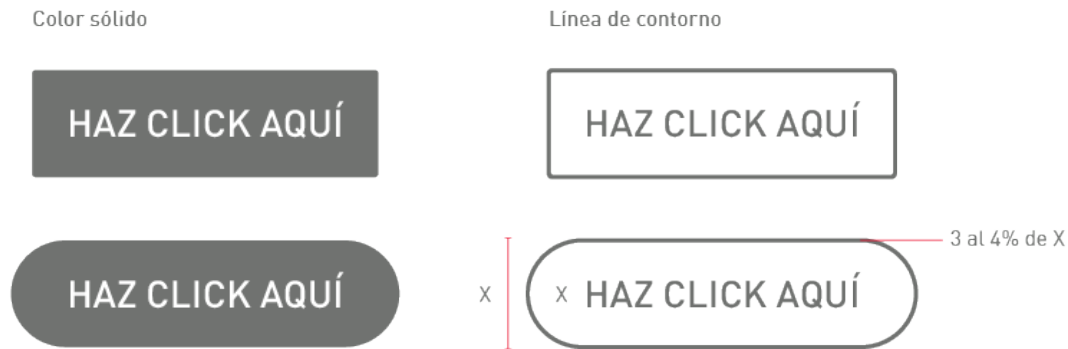 Color sólido
Línea de contorno
HAZ CLICK AQUÍ
HAZ CLICK AQUÍ
3 al 4% de X
HAZ CLICK AQUÍ
X
X
HAZ CLICK AQUÍ